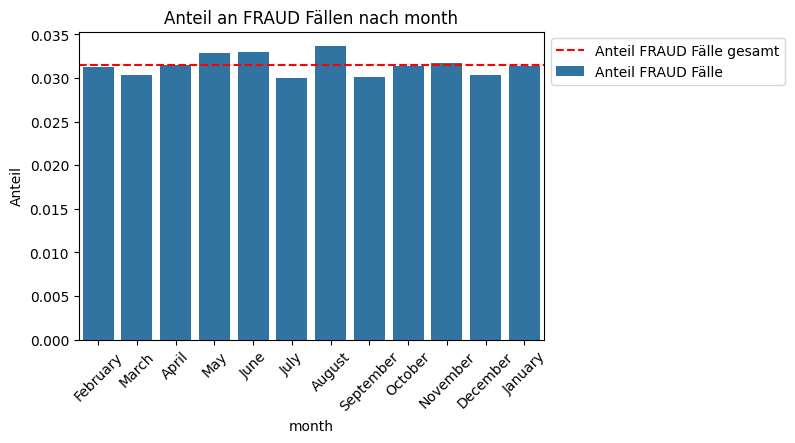 Anteil an FRAUD Fällen nach month
0.035
0.030
0.025
0.020
0.015
0.010
0.005
0.000
Anteil
February
March
April
May
June
July
August
September
October
November
December
January
month
Anteil FRAUD Fälle gesamt
Anteil FRAUD Fälle